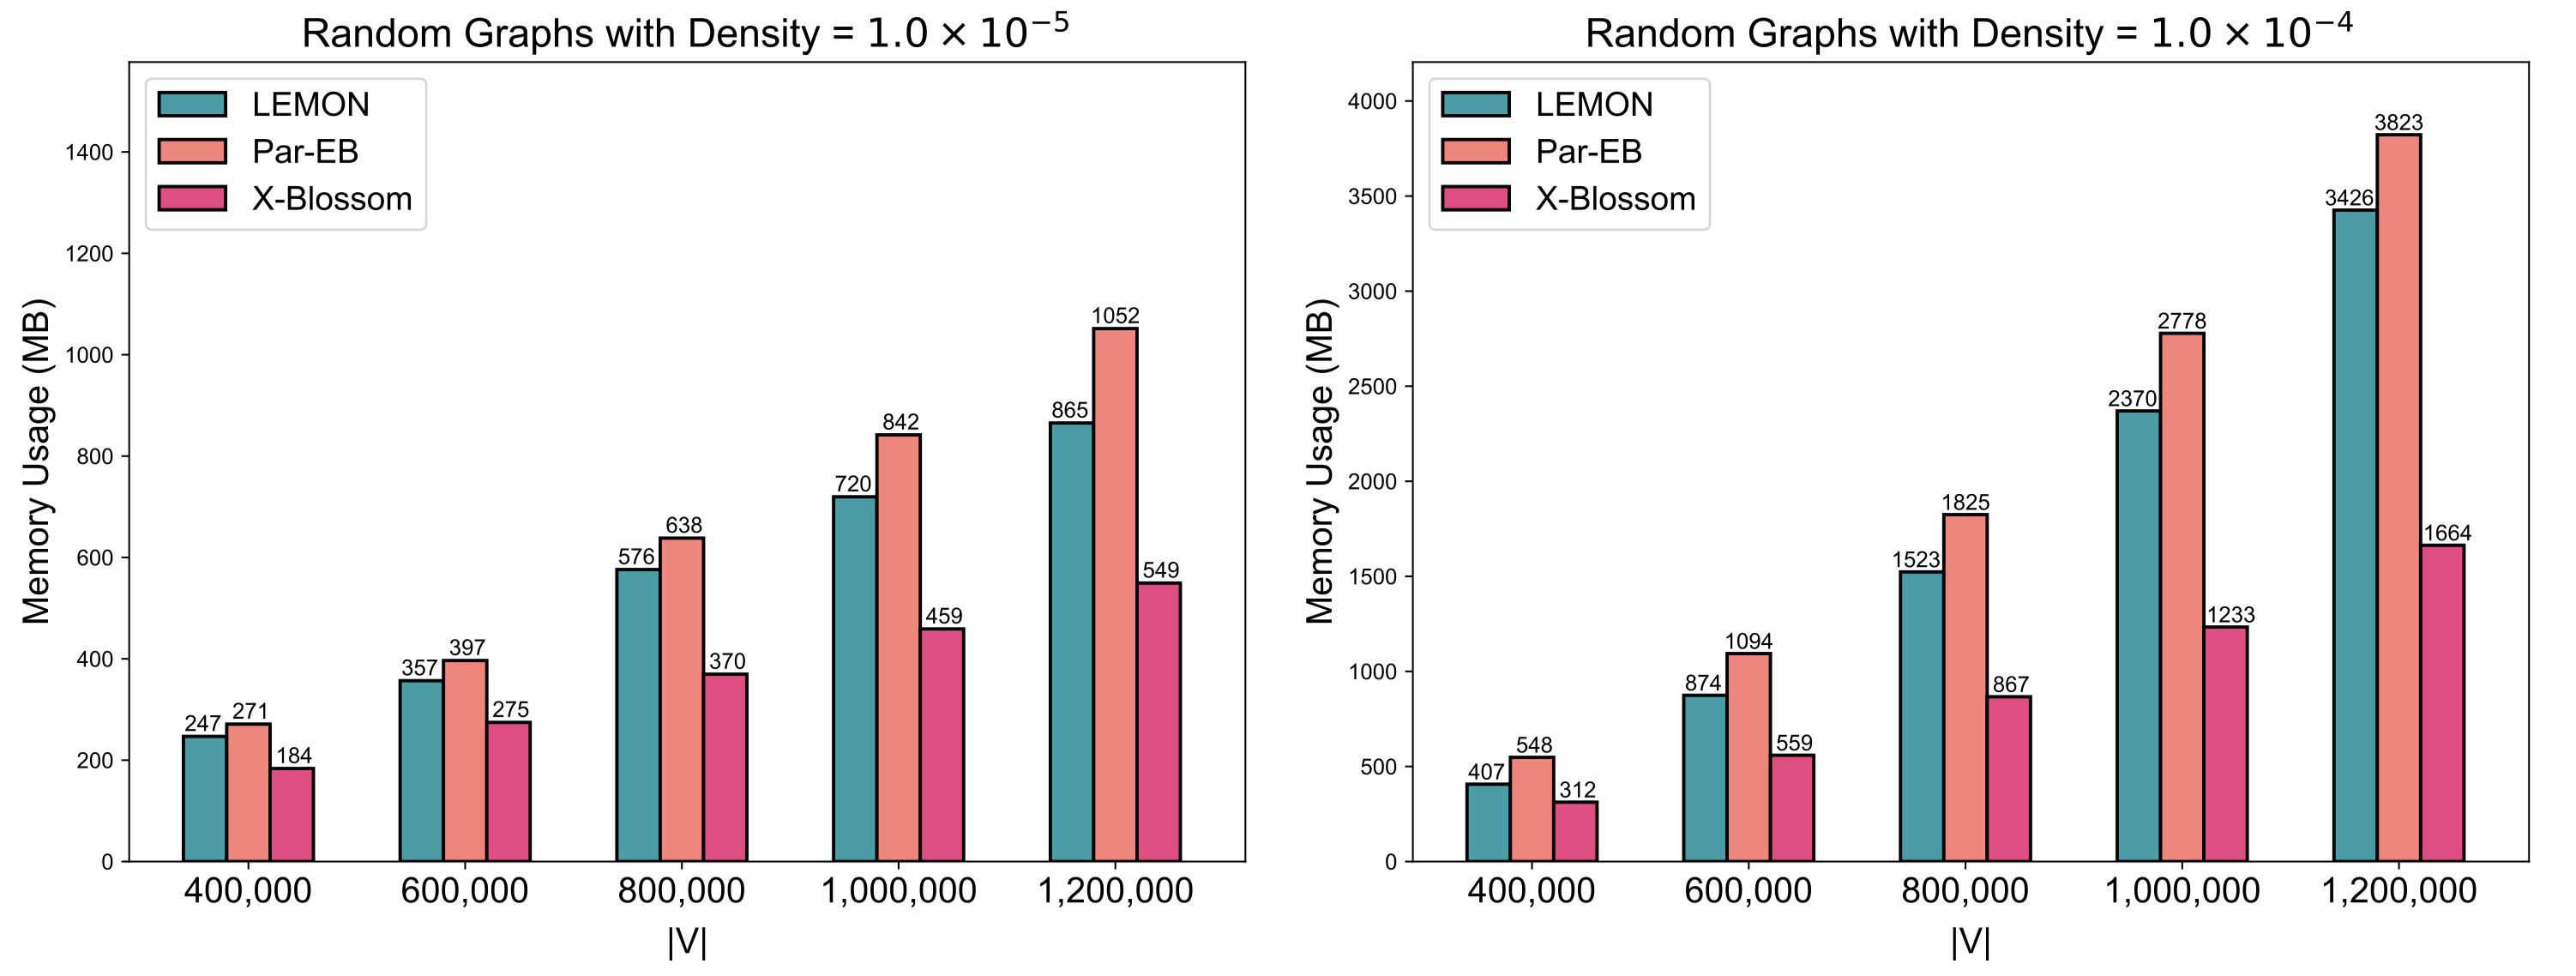 Random Graphs with Density = 1.0 × 10⁻⁵
LEMON
Par-EB
X-Blossom
Memory Usage (MB)
1400
1200
1000
800
600
400
200
0
247 271 184
357 397 275
576 638 370
720 842 459
865 1052 549
400,000 600,000 800,000 1,000,000 1,200,000
|V|
Random Graphs with Density = 1.0 × 10⁻⁴
LEMON
Par-EB
X-Blossom
Memory Usage (MB)
4000
3500
3000
2500
2000
1500
1000
500
0
407 548 312
874 1094 559
1523 1825 867
2370 2778 1233
3426 3823 1664
400,000 600,000 800,000 1,000,000 1,200,000
|V|